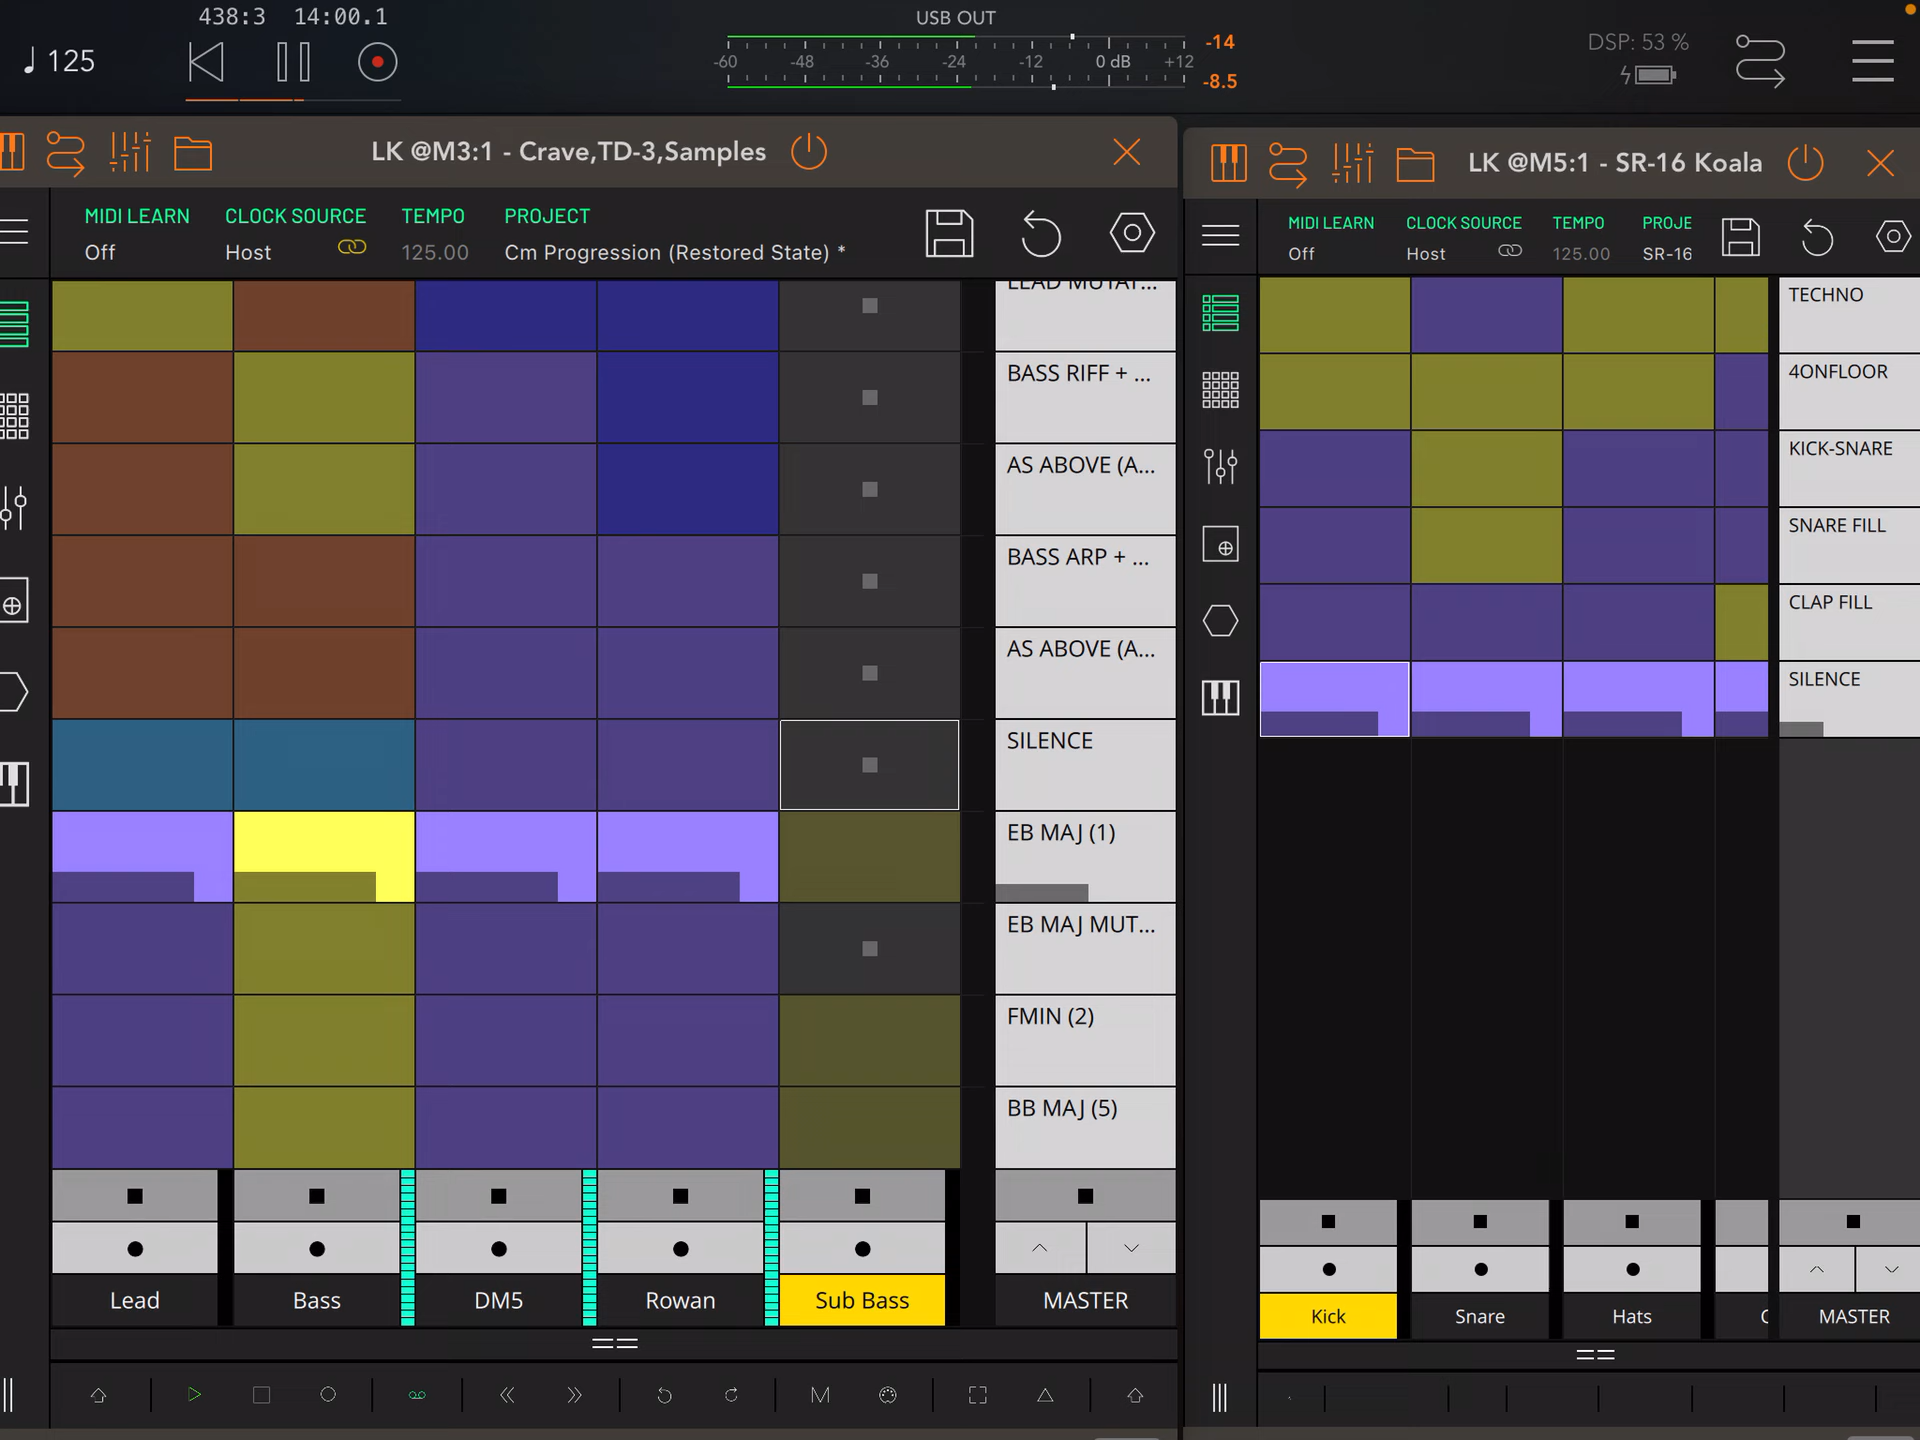 438:3 14:00.1
♩ 125
USB OUT
-60 -48 -36 -24 -12 0 dB +12
-14
-8.5
DSP: 53 %
LK @M3:1 - Crave,TD-3,Samples
MIDI LEARN CLOCK SOURCE TEMPO PROJECT
Off Host 125.00 Cm Progression (Restored State) *
LEAD MUTAT...
BASS RIFF + ...
AS ABOVE (A...
BASS ARP + ...
AS ABOVE (A...
SILENCE
EB MAJ (1)
EB MAJ MUT...
FMIN (2)
BB MAJ (5)
Lead Bass DM5 Rowan Sub Bass MASTER
M
LK @M5:1 - SR-16 Koala
MIDI LEARN CLOCK SOURCE TEMPO PROJE
Off Host 125.00 SR-16
TECHNO
4ONFLOOR
KICK-SNARE
SNARE FILL
CLAP FILL
SILENCE
Kick Snare Hats MASTER